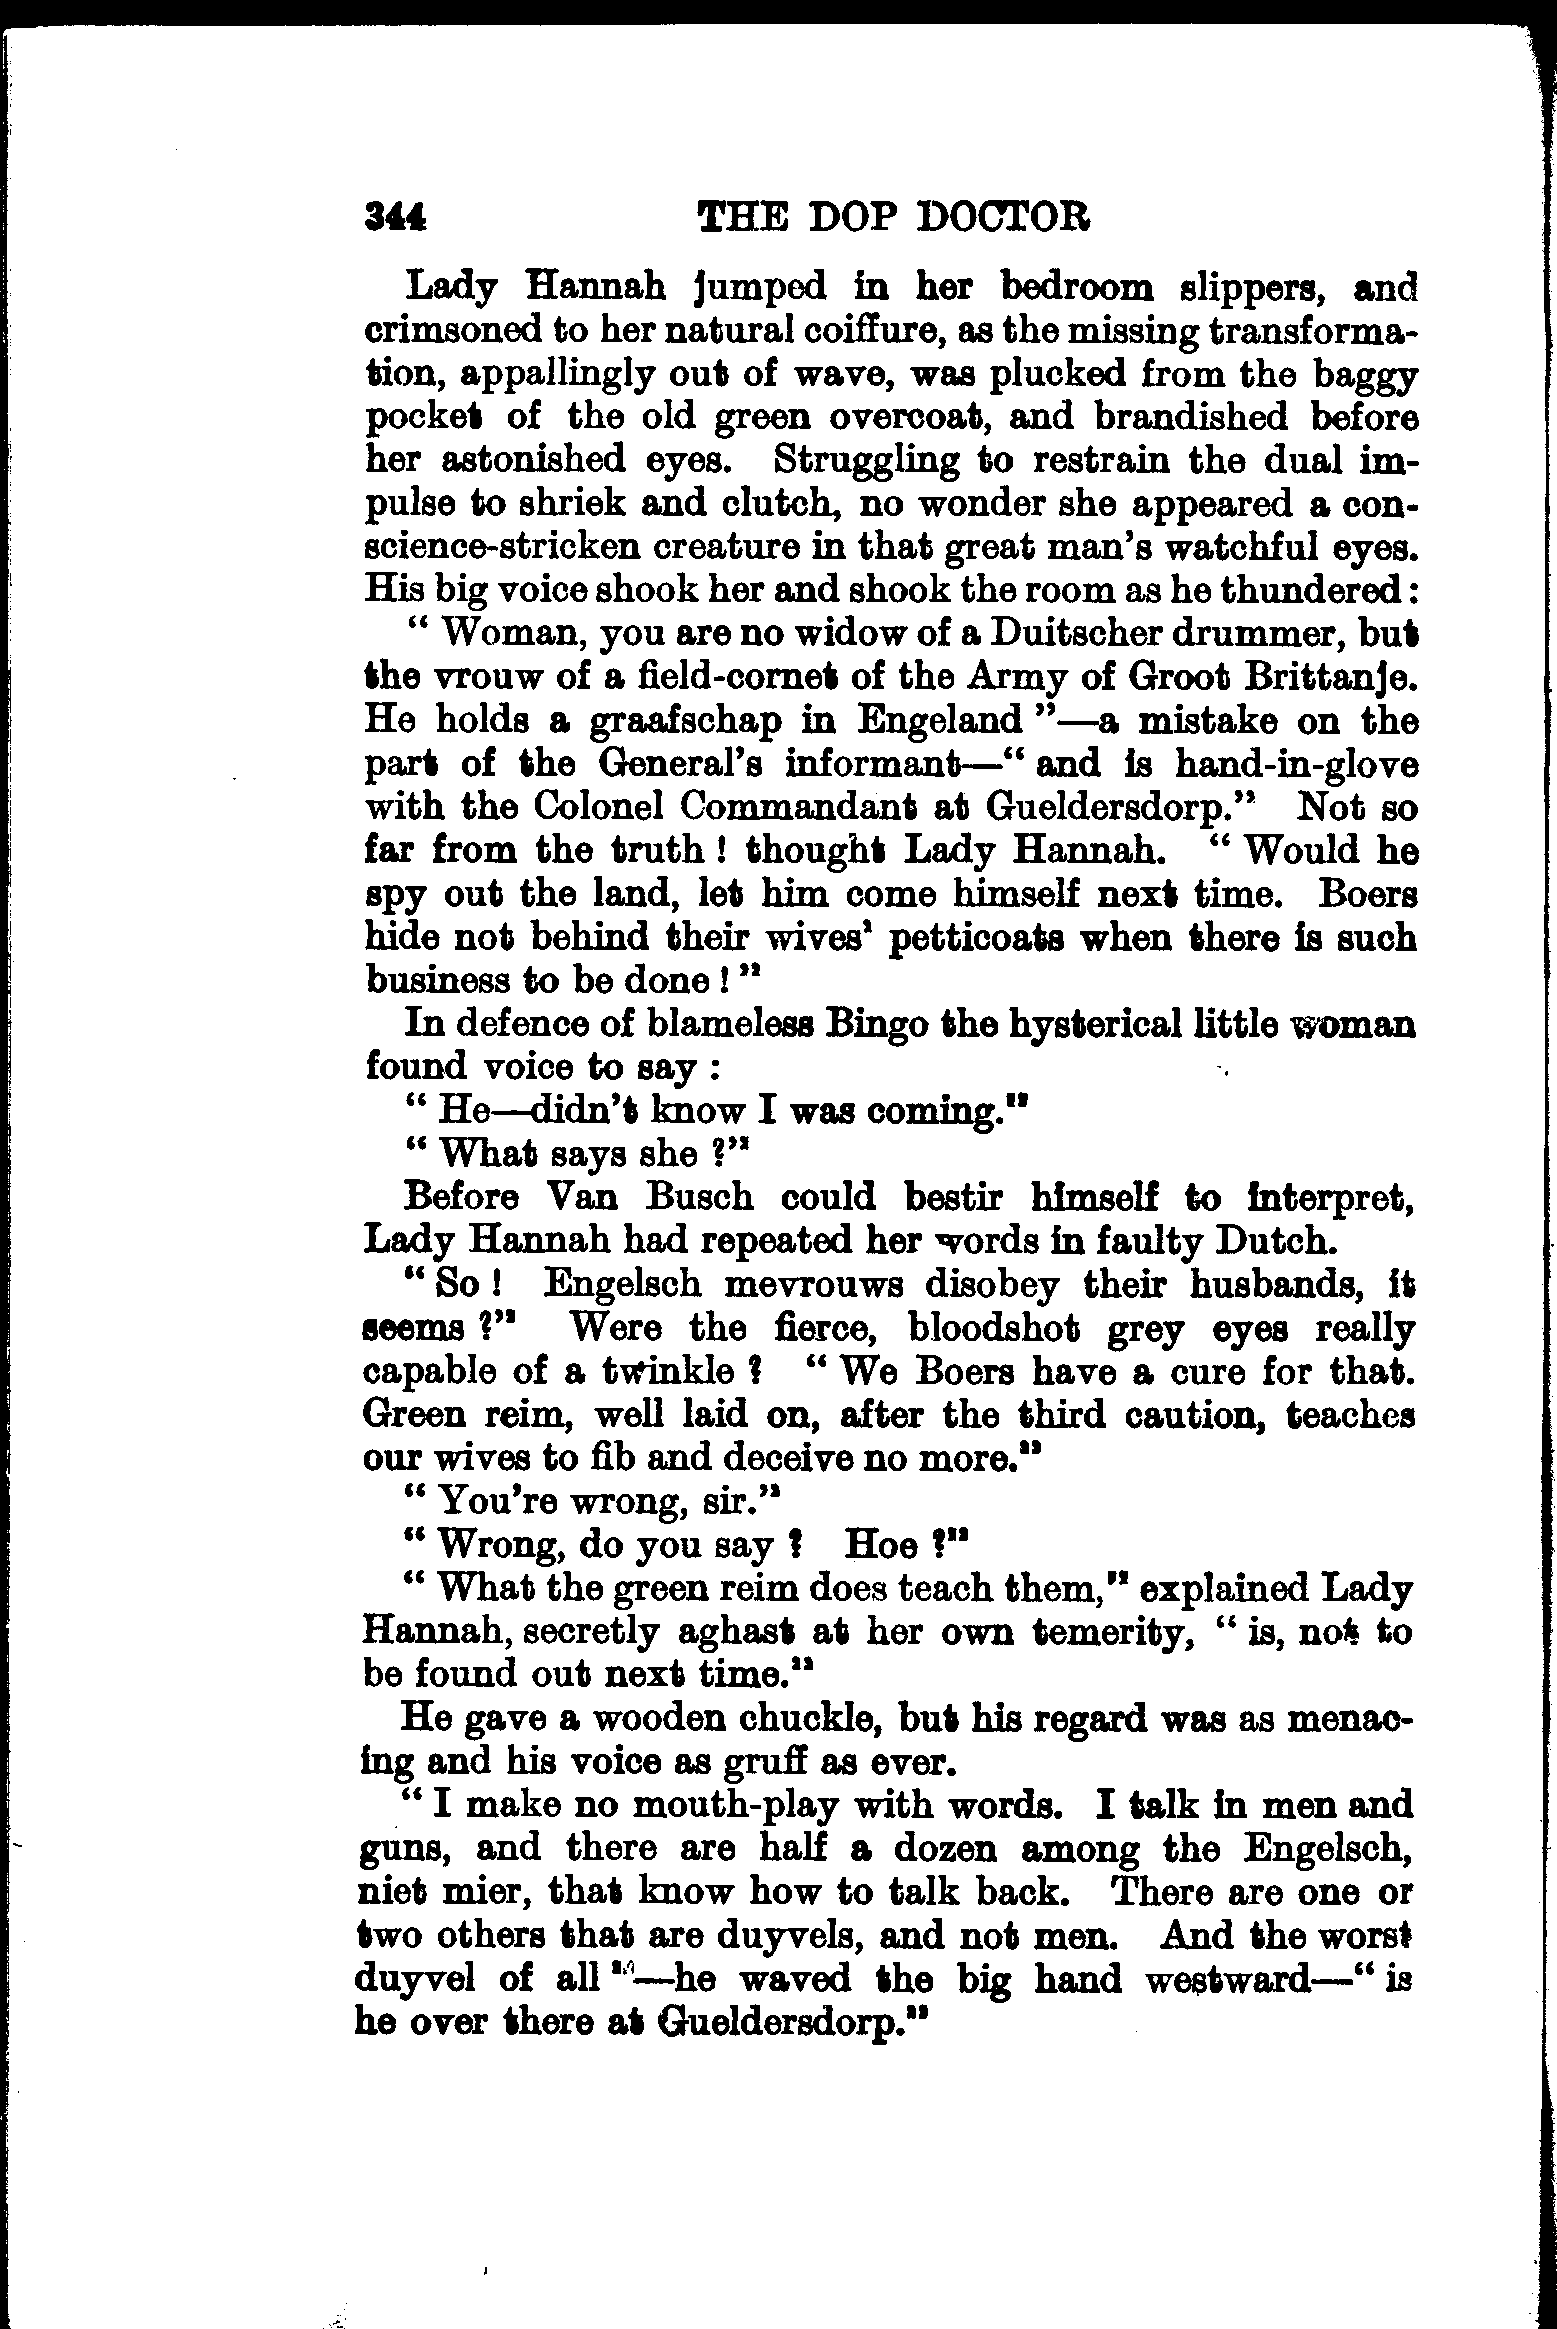 344 THE DOP DOCTOR
Lady Hannah jumped in her bedroom slippers, and
crimsoned to her natural coiffure, as the missing transforma-
tion, appallingly out of wave, was plucked from the baggy
pocket of the old green overcoat, and brandished before
her astonished eyes. Struggling to restrain the dual im-
pulse to shriek and clutch, no wonder she appeared a con-
science-stricken creature in that great man's watchful eyes.
His big voice shook her and shook the room as he thundered:
" Woman, you are no widow of a Duitscher drummer, but
the vrouw of a field-cornet of the Army of Groot Brittanje.
He holds a graafschap in Engeland "—a mistake on the
part of the General's informant—" and is hand-in-glove
with the Colonel Commandant at Gueldersdorp." Not so
far from the truth ! thought Lady Hannah. " Would he
spy out the land, let him come himself next time. Boers
hide not behind their wives' petticoats when there is such
business to be done ! "
In defence of blameless Bingo the hysterical little woman
found voice to say :
" He—didn't know I was coming."
" What says she ?"
Before Van Busch could bestir himself to interpret,
Lady Hannah had repeated her words in faulty Dutch.
" So ! Engelsch mevrouws disobey their husbands, it
seems ?" Were the fierce, bloodshot grey eyes really
capable of a twinkle ? " We Boers have a cure for that.
Green reim, well laid on, after the third caution, teaches
our wives to fib and deceive no more."
" You're wrong, sir."
" Wrong, do you say ? Hoe ?"
" What the green reim does teach them," explained Lady
Hannah, secretly aghast at her own temerity, " is, not to
be found out next time."
He gave a wooden chuckle, but his regard was as menac-
ing and his voice as gruff as ever.
" I make no mouth-play with words. I talk in men and
guns, and there are half a dozen among the Engelsch,
niet mier, that know how to talk back. There are one or
two others that are duyvels, and not men. And the worst
duyvel of all "—he waved the big hand westward—" is
he over there at Gueldersdorp."